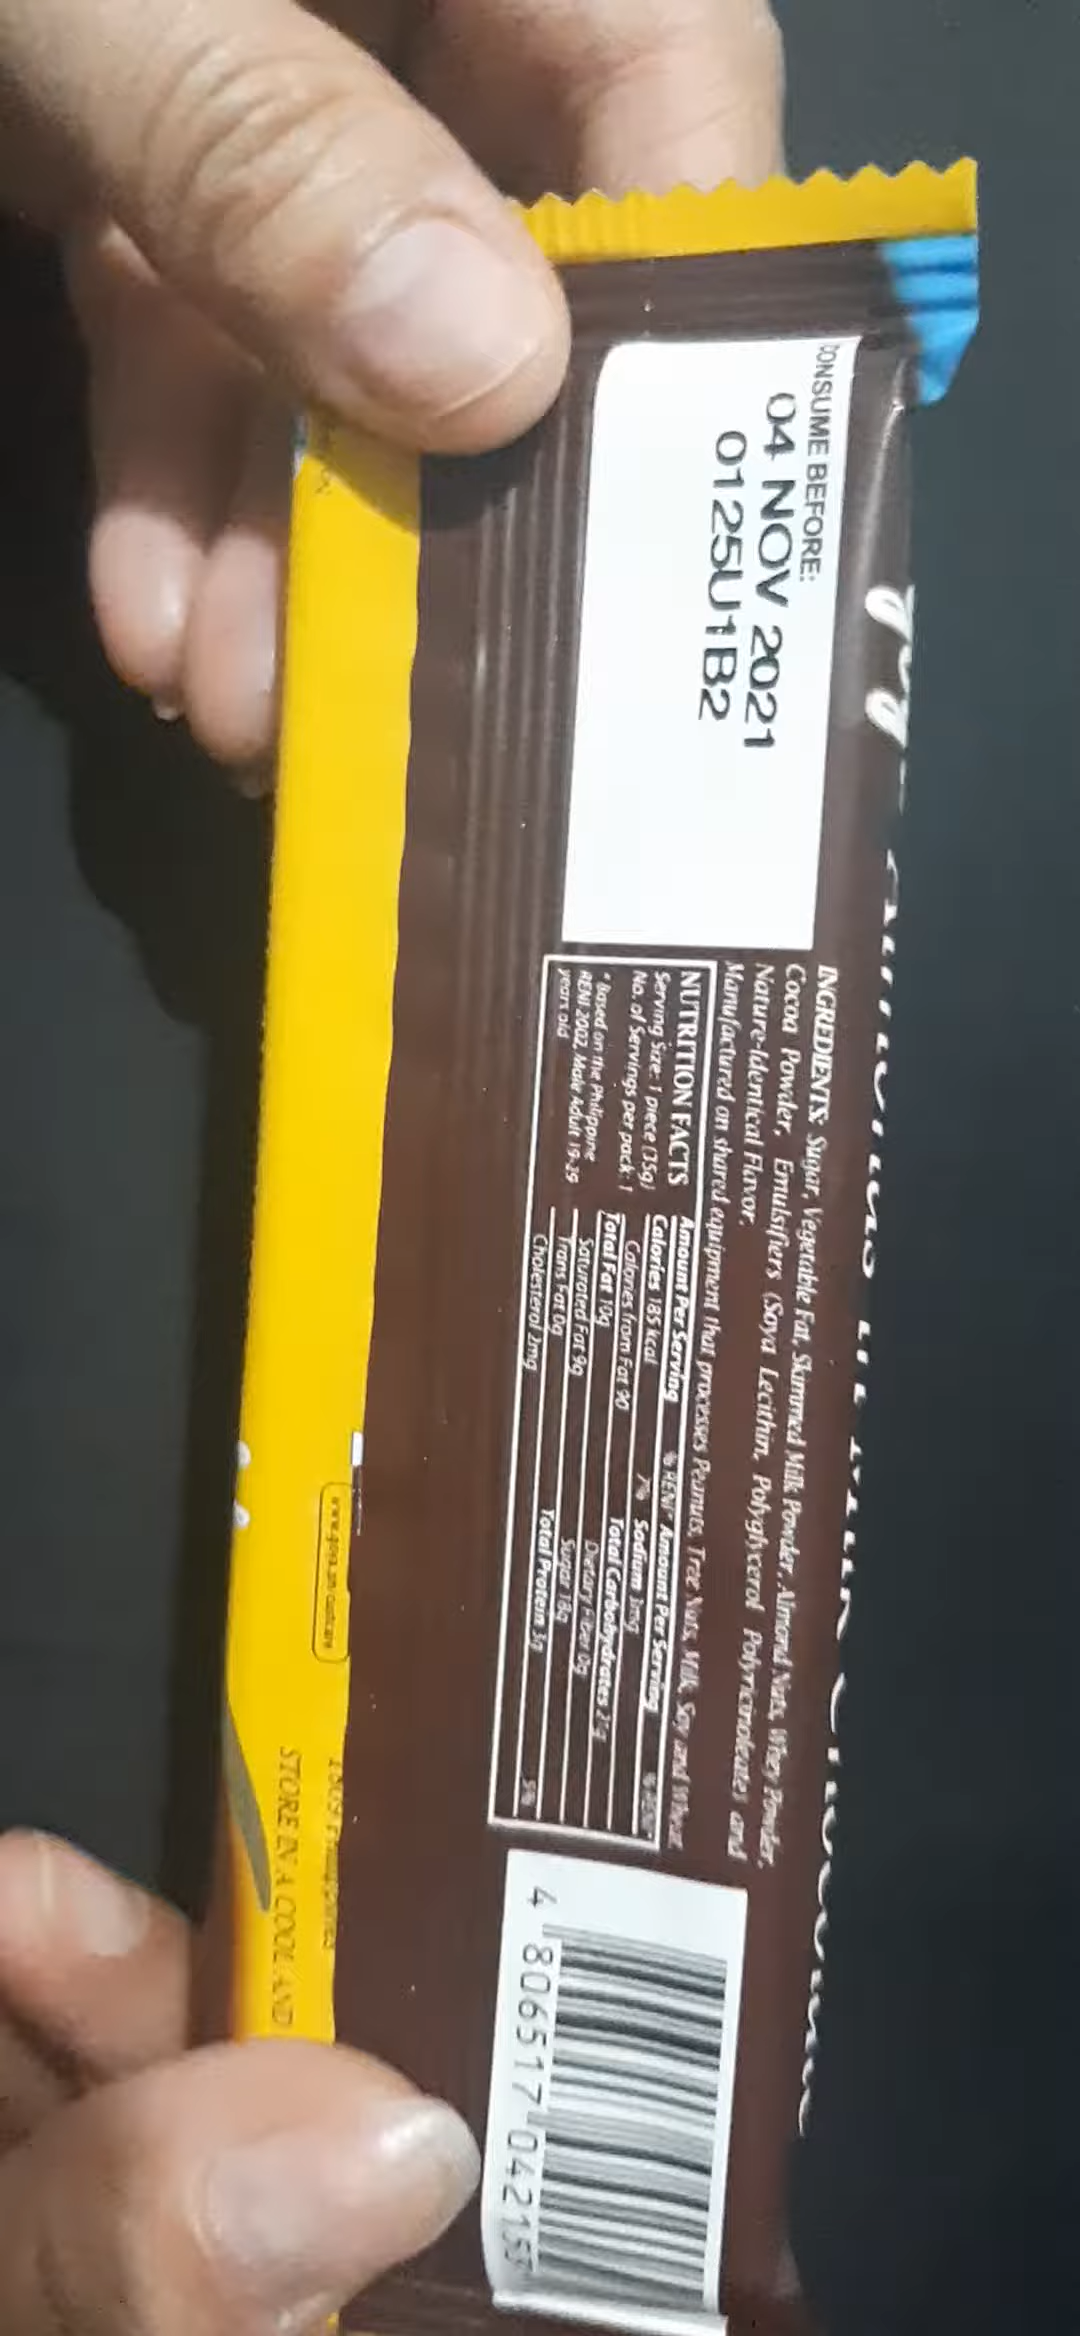 CONSUME BEFORE:
04 NOV 2021
0125U1B2
INGREDIENTS: Sugar, Vegetable Fat, Skimmed Milk Powder, Almond Nuts, Whey Powder,
Cocoa Powder, Emulsifiers (Soya Lecithin, Polyglycerol Polyricinoleates and
Nature-Identical Flavor.
Manufactured on shared equipment that processes Peanuts, Tree Nuts, Milk, Soy and Wheat.
NUTRITION FACTS
Serving Size: 1 piece (35g)
No. of Servings per pack: 1
* Based on the Philippine
RENI 2002, Male Adult 19-29
years old
Amount Per Serving % RENI*
Calories 185 kcal 7%
Calories from Fat 90
Total Fat 10g
Saturated Fat 9g
Trans Fat 0g
Cholesterol 2mg
Amount Per Serving % RENI*
Sodium 3mg
Total Carbohydrates 21g
Dietary Fiber 0g
Sugar 18g
Total Protein 3g 5%
4 806517 042153
STORE IN A COOL AND